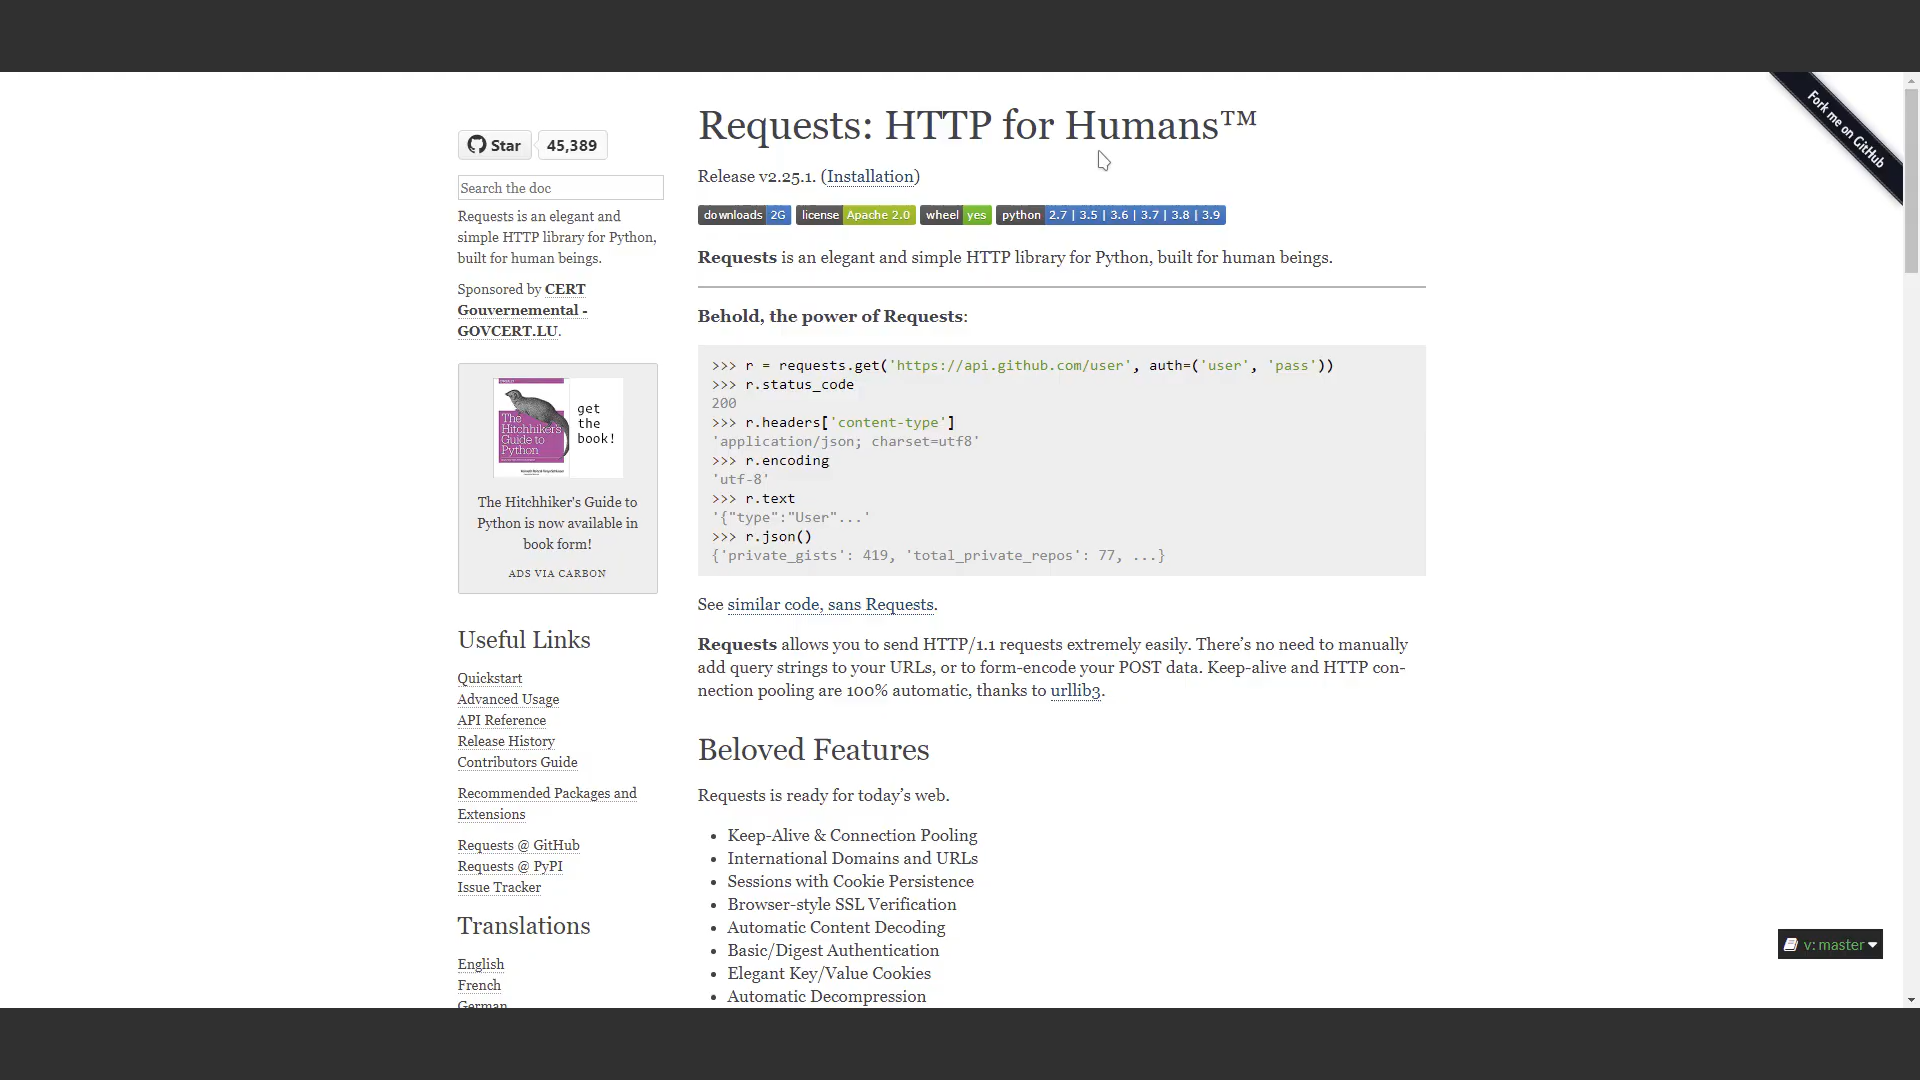 Fork me on GitHub
Star 45,389
Search the doc
Requests is an elegant and
simple HTTP library for Python,
built for human beings.
Sponsored by CERT
Gouvernemental -
GOVCERT.LU.
The
Hitchhiker's
Guide to
Python
get
the
book!
The Hitchhiker's Guide to
Python is now available in
book form!
ADS VIA CARBON
Useful Links
Quickstart
Advanced Usage
API Reference
Release History
Contributors Guide
Recommended Packages and
Extensions
Requests @ GitHub
Requests @ PyPI
Issue Tracker
Translations
English
French
German
Requests: HTTP for Humans™
Release v2.25.1. (Installation)
downloads 2G license Apache 2.0 wheel yes python 2.7 | 3.5 | 3.6 | 3.7 | 3.8 | 3.9
Requests is an elegant and simple HTTP library for Python, built for human beings.
Behold, the power of Requests:
>>> r = requests.get('https://api.github.com/user', auth=('user', 'pass'))
>>> r.status_code
200
>>> r.headers['content-type']
'application/json; charset=utf8'
>>> r.encoding
'utf-8'
>>> r.text
'{"type":"User"...'
>>> r.json()
{'private_gists': 419, 'total_private_repos': 77, ...}
See similar code, sans Requests.
Requests allows you to send HTTP/1.1 requests extremely easily. There's no need to manually
add query strings to your URLs, or to form-encode your POST data. Keep-alive and HTTP con-
nection pooling are 100% automatic, thanks to urllib3.
Beloved Features
Requests is ready for today's web.
• Keep-Alive & Connection Pooling
• International Domains and URLs
• Sessions with Cookie Persistence
• Browser-style SSL Verification
• Automatic Content Decoding
• Basic/Digest Authentication
• Elegant Key/Value Cookies
• Automatic Decompression
v: master